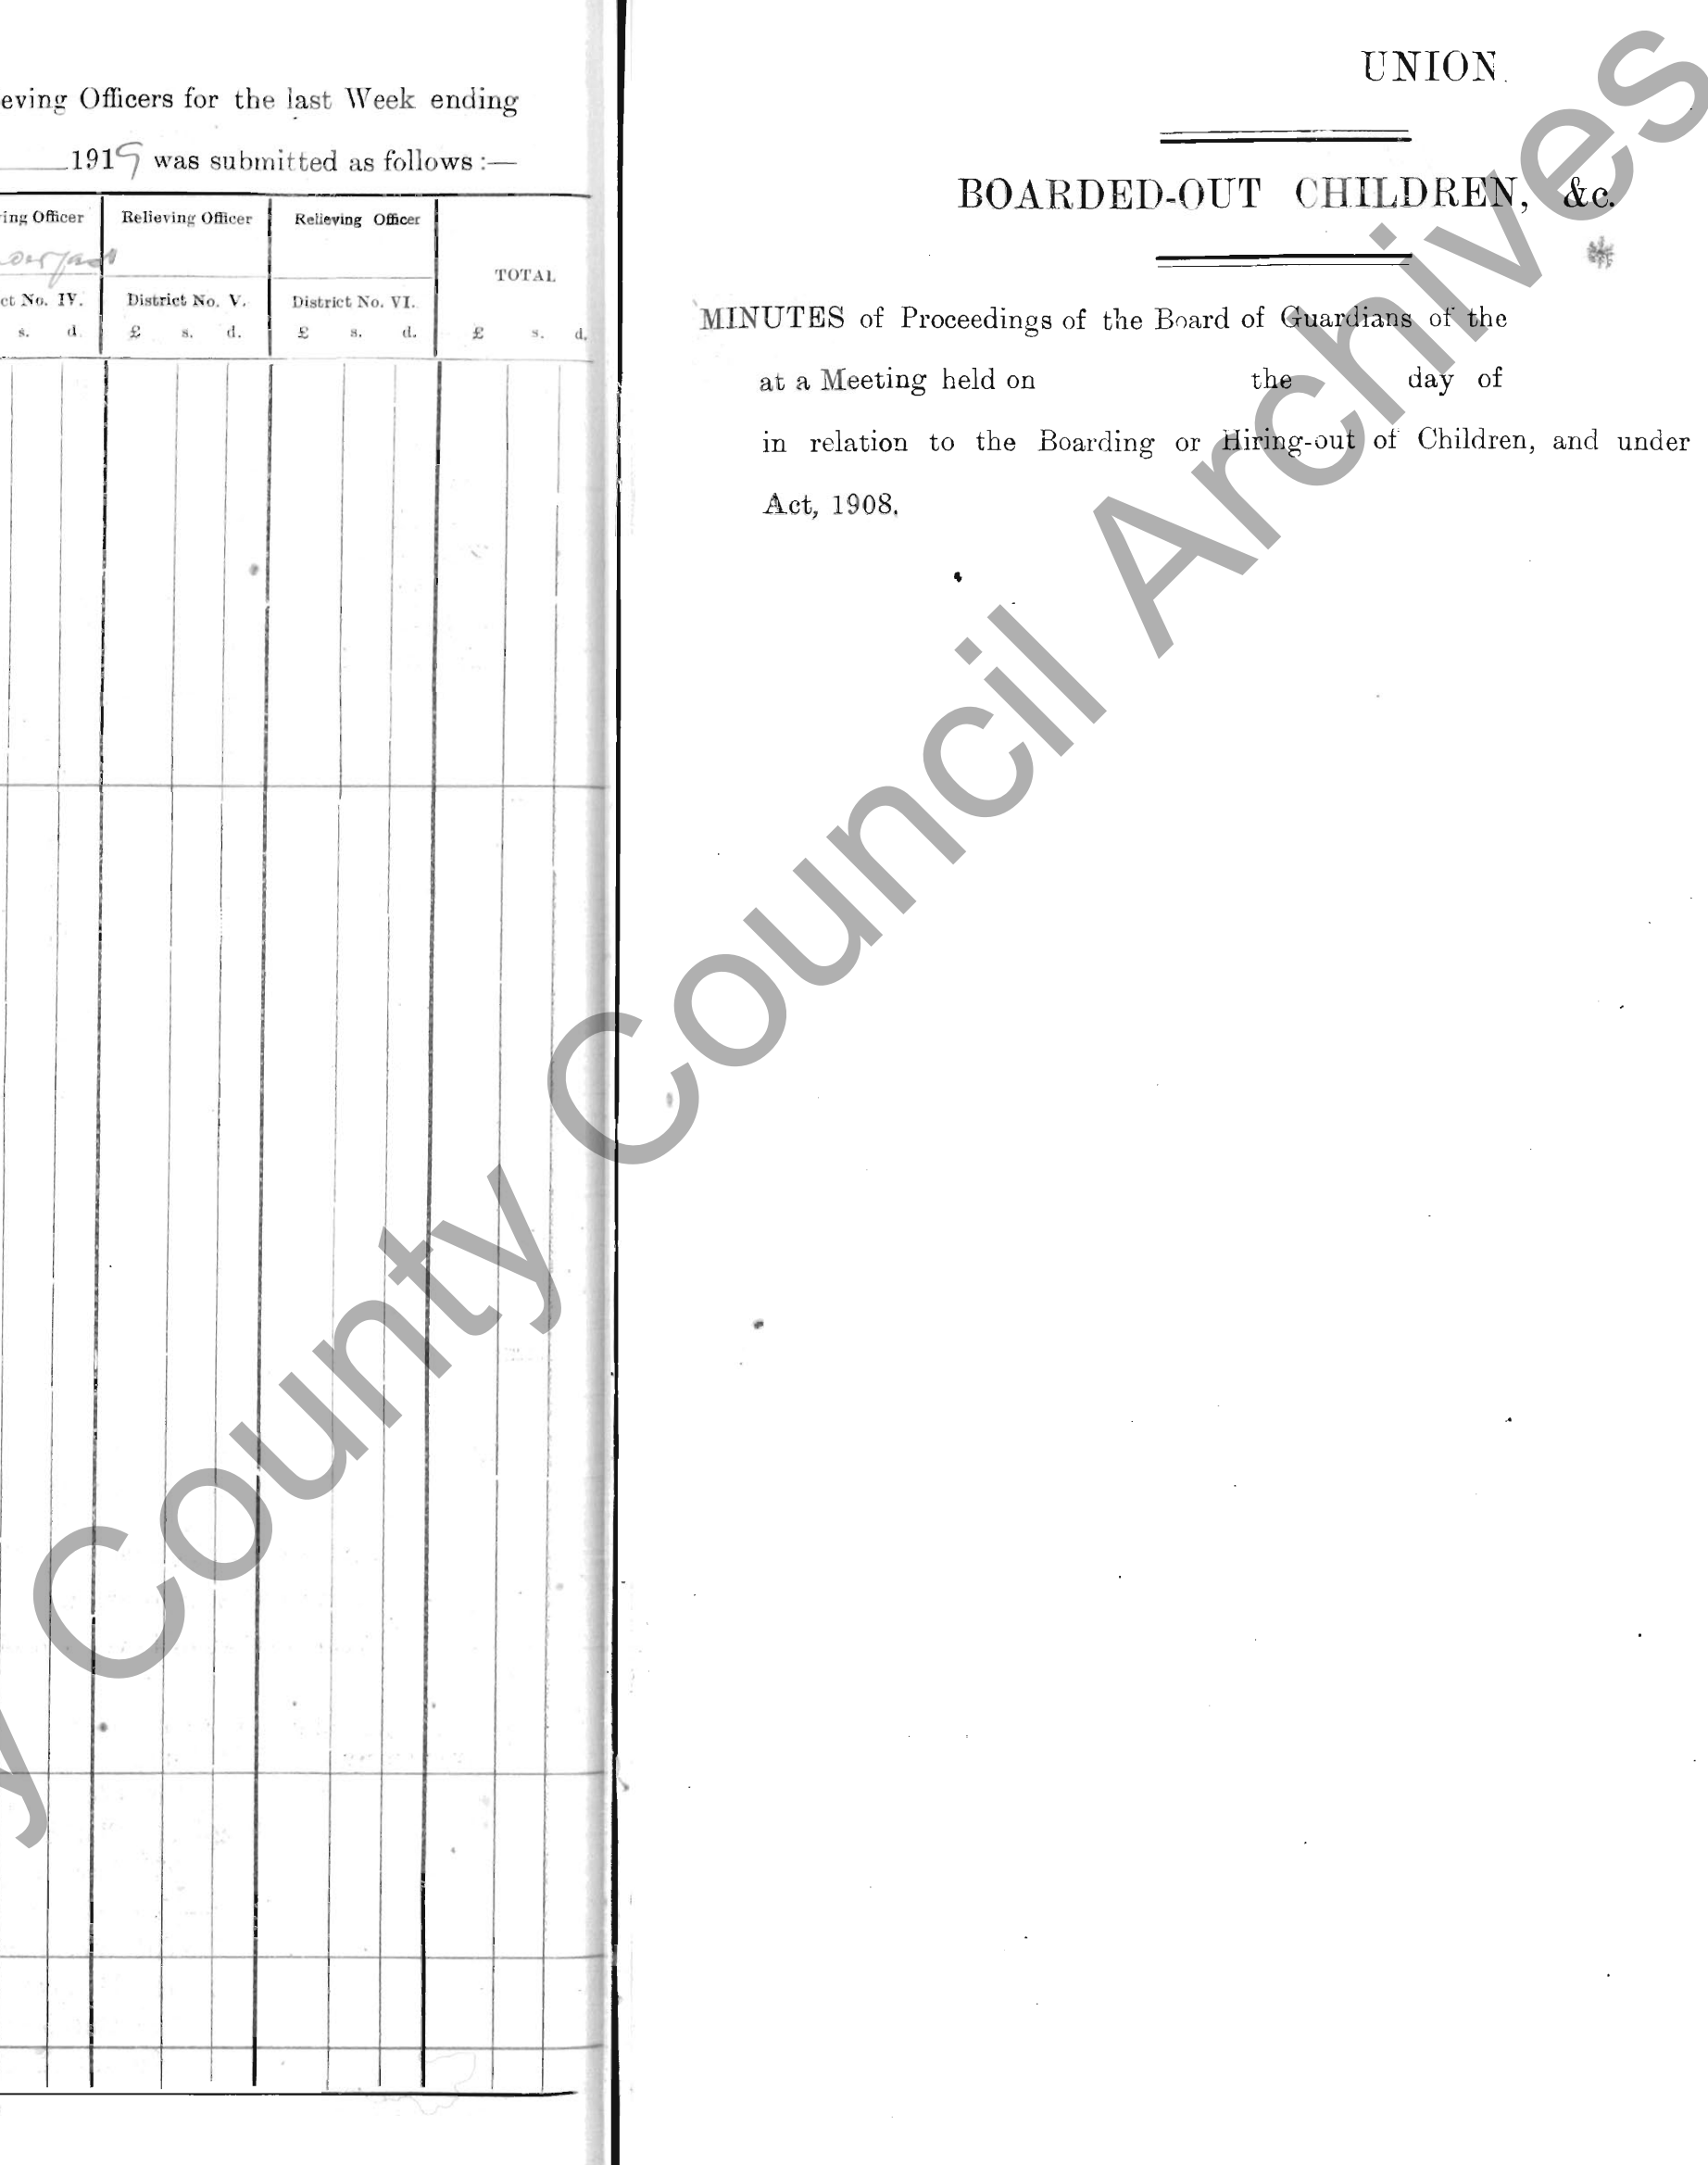 eving Officers for the last Week ending
1919 was submitted as follows :—
ing Officer Relieving Officer Relieving Officer
TOTAL
ct No. IV. District No. V. District No. VI.
s. d. £ s. d. £ s. d. £ s. d.
UNION.
BOARDED-OUT CHILDREN, &c.
MINUTES of Proceedings of the Board of Guardians of the
at a Meeting held on the day of
in relation to the Boarding or Hiring-out of Children, and under
Act, 1908.
y County Council Archives